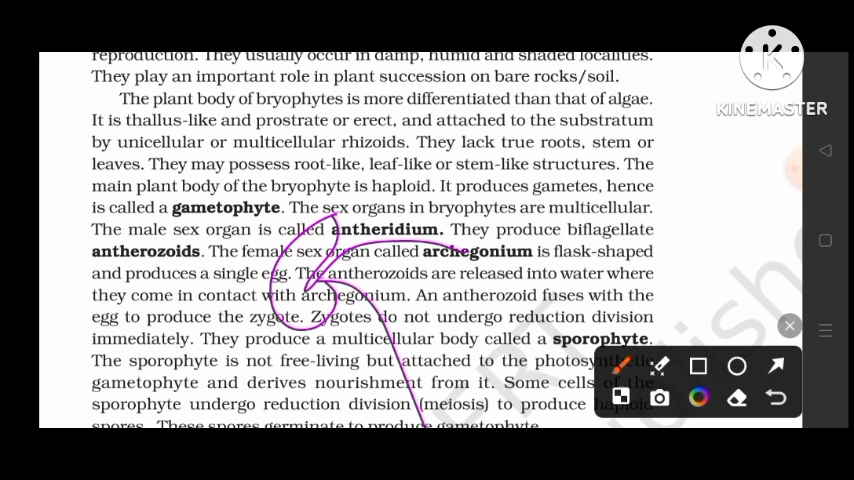 reproduction. They usually occur in damp, humid and shaded localities.
They play an important role in plant succession on bare rocks/soil.
The plant body of bryophytes is more differentiated than that of algae.
It is thallus-like and prostrate or erect, and attached to the substratum
by unicellular or multicellular rhizoids. They lack true roots, stem or
leaves. They may possess root-like, leaf-like or stem-like structures. The
main plant body of the bryophyte is haploid. It produces gametes, hence
is called a gametophyte. The sex organs in bryophytes are multicellular.
The male sex organ is called antheridium. They produce biflagellate
antherozoids. The female sex organ called archegonium is flask-shaped
and produces a single egg. The antherozoids are released into water where
they come in contact with archegonium. An antherozoid fuses with the
egg to produce the zygote. Zygotes do not undergo reduction division
immediately. They produce a multicellular body called a sporophyte.
The sporophyte is not free-living but attached to the photosynthetic
gametophyte and derives nourishment from it. Some cells of the
sporophyte undergo reduction division (meiosis) to produce haploid
spores. These spores germinate to produce gametophyte.
K
KINEMASTER